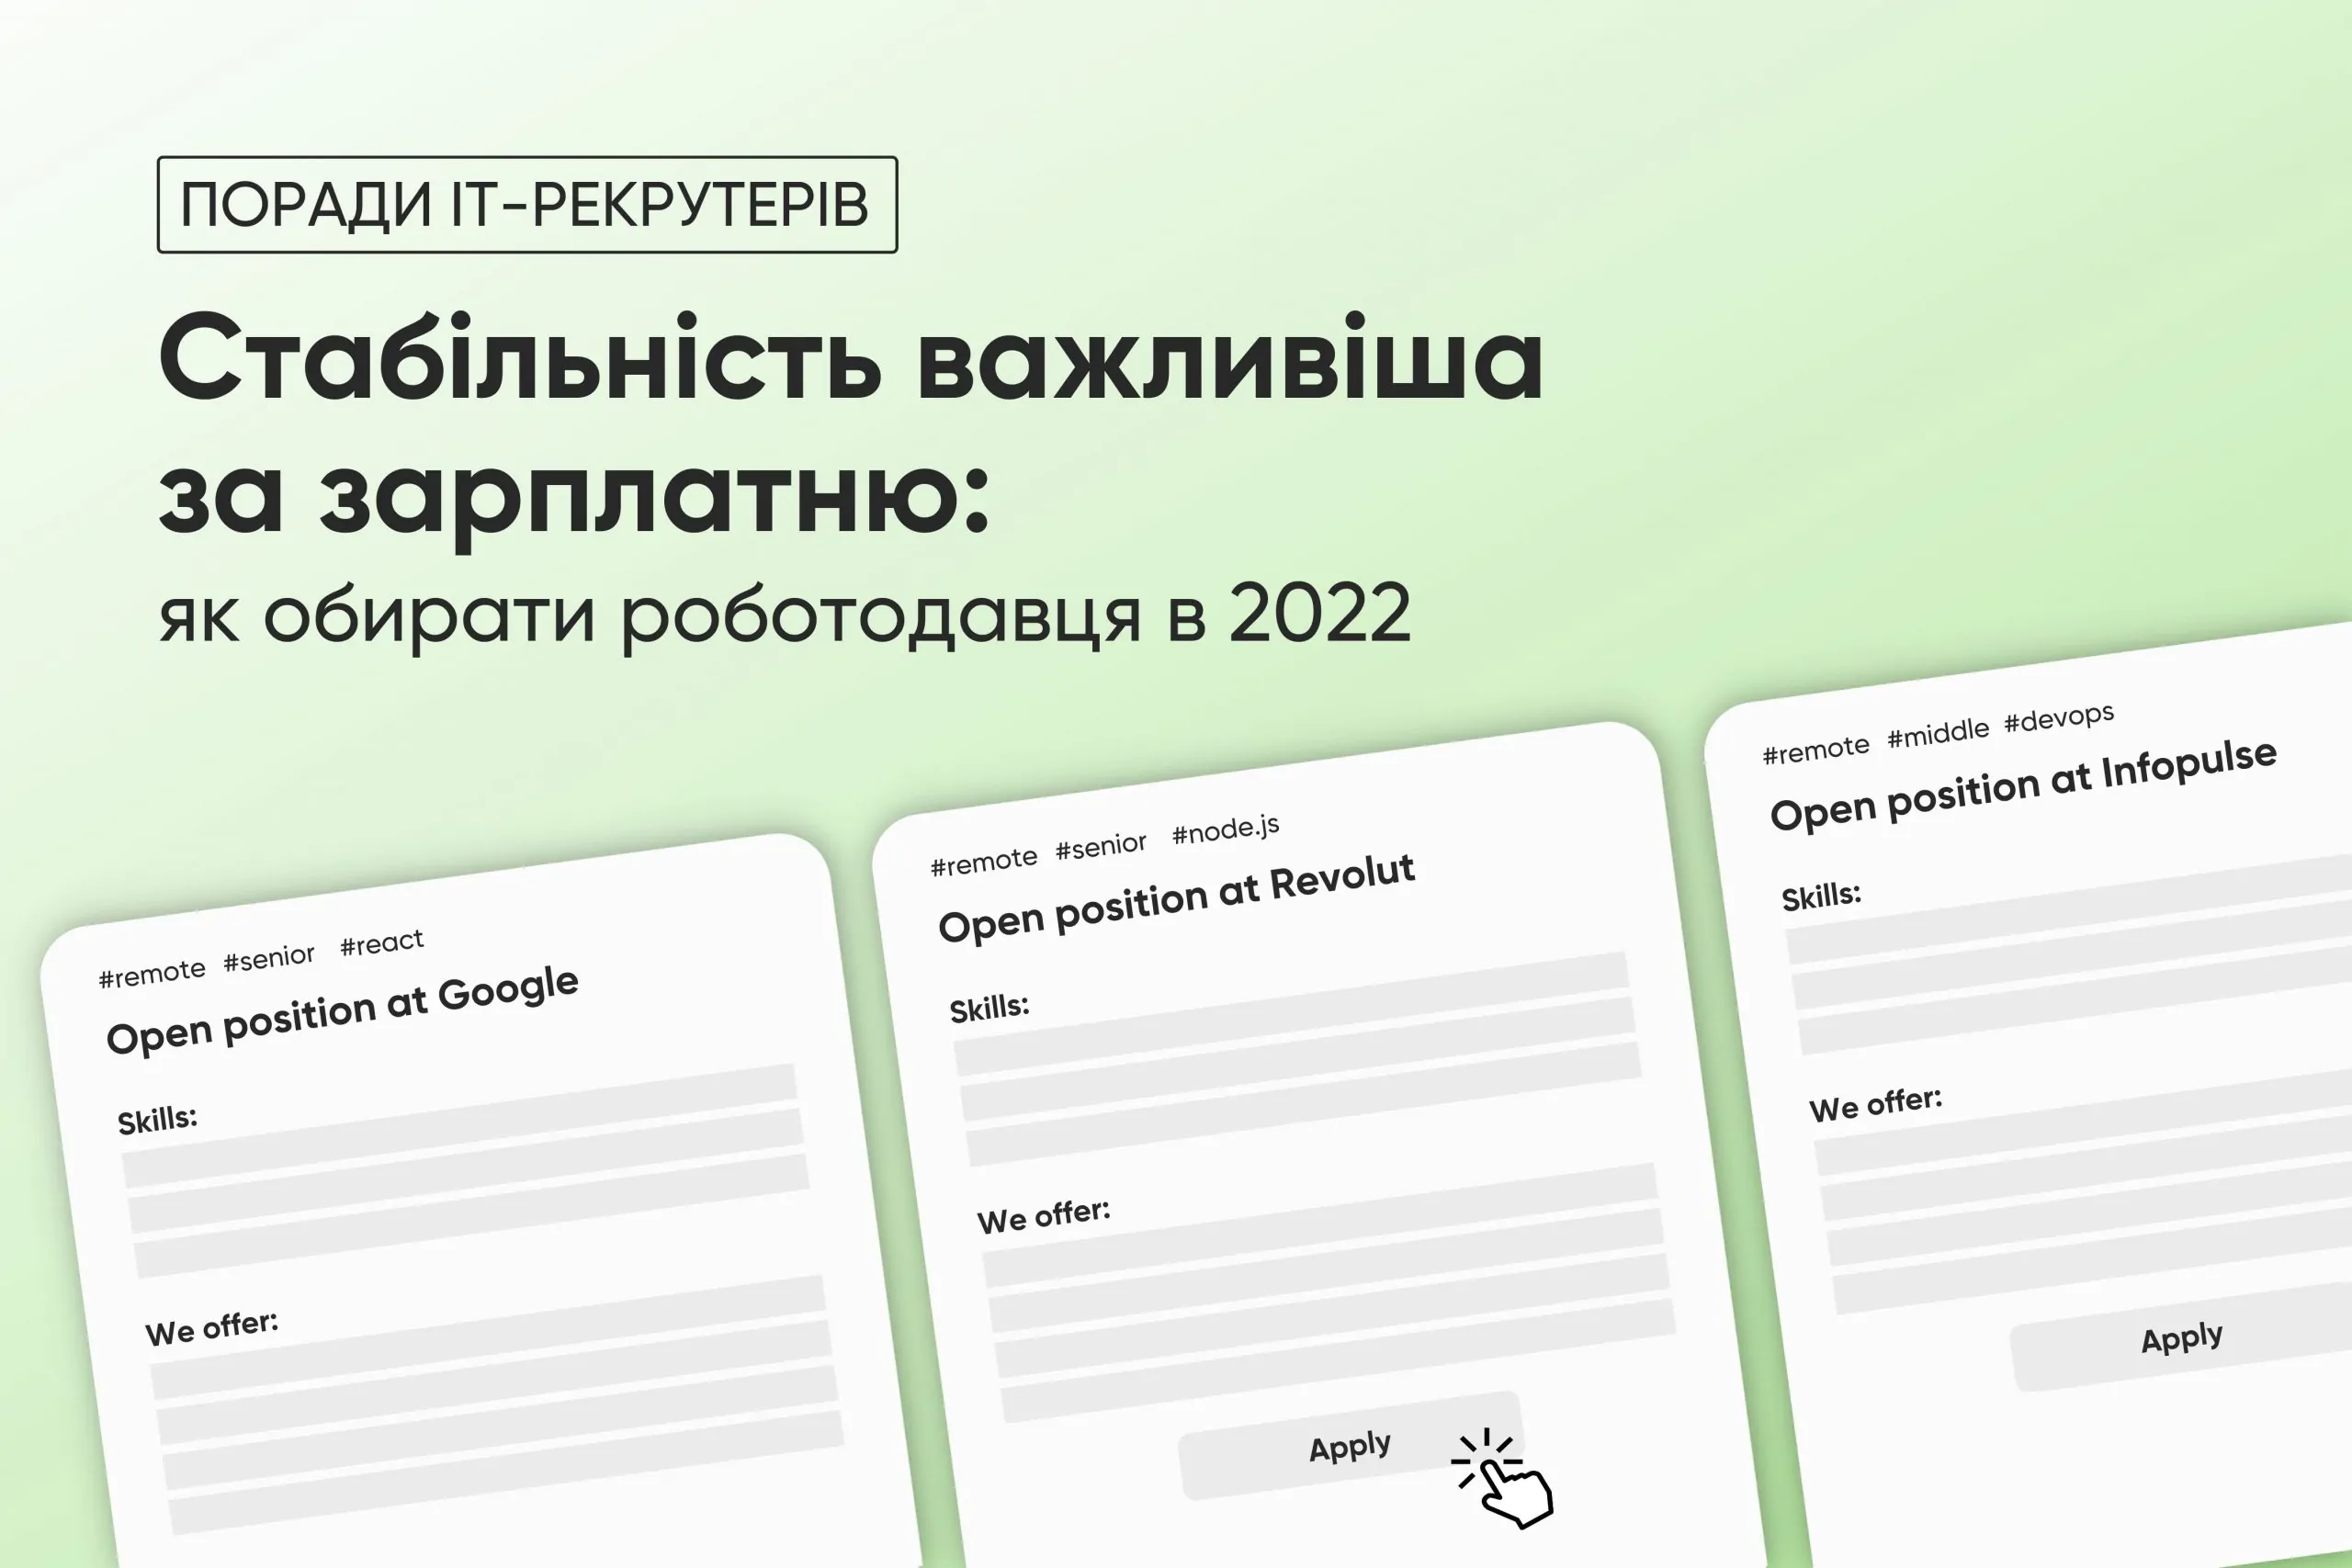 ПОРАДИ ІТ-РЕКРУТЕРІВ
Стабільність важливіша
за зарплатню:
як обирати роботодавця в 2022
#remote #senior #react
Open position at Google
Skills:
We offer:
#remote #senior #node.js
Open position at Revolut
Skills:
We offer:
Apply
#remote #middle #devops
Open position at Infopulse
Skills:
We offer:
Apply